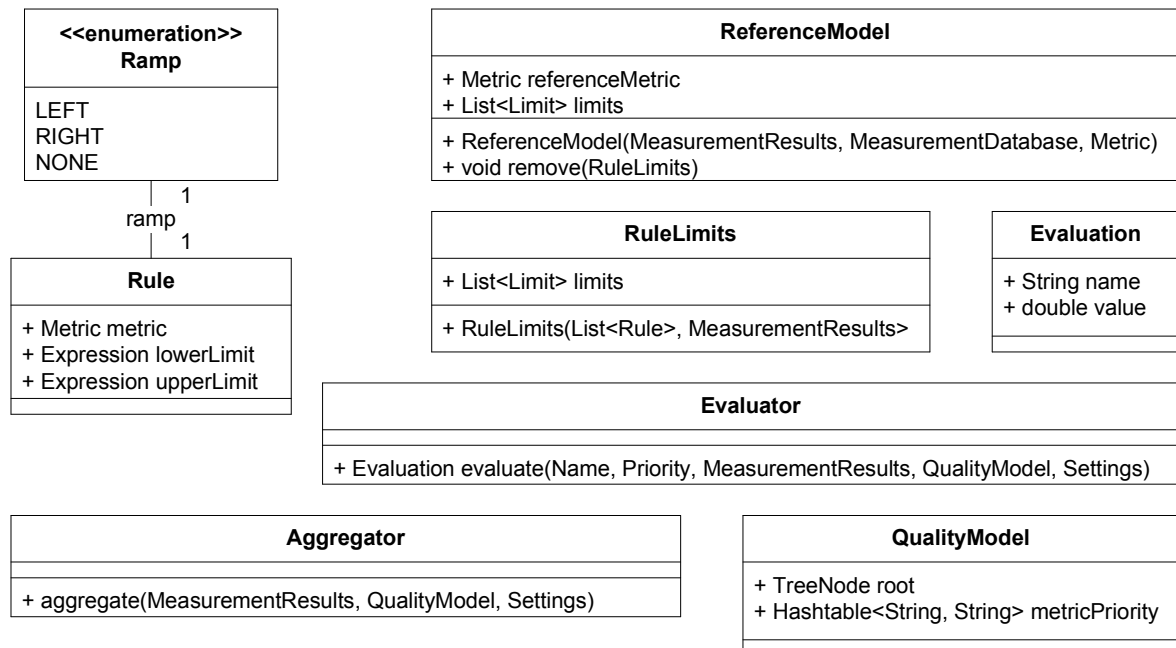 <<enumeration>>
Ramp
LEFT
RIGHT
NONE
1
ramp
1
Rule
+ Metric metric
+ Expression lowerLimit
+ Expression upperLimit
ReferenceModel
+ Metric referenceMetric
+ List<Limit> limits
+ ReferenceModel(MeasurementResults, MeasurementDatabase, Metric)
+ void remove(RuleLimits)
RuleLimits
+ List<Limit> limits
+ RuleLimits(List<Rule>, MeasurementResults>
Evaluation
+ String name
+ double value
Evaluator
+ Evaluation evaluate(Name, Priority, MeasurementResults, QualityModel, Settings)
Aggregator
+ aggregate(MeasurementResults, QualityModel, Settings)
QualityModel
+ TreeNode root
+ Hashtable<String, String> metricPriority